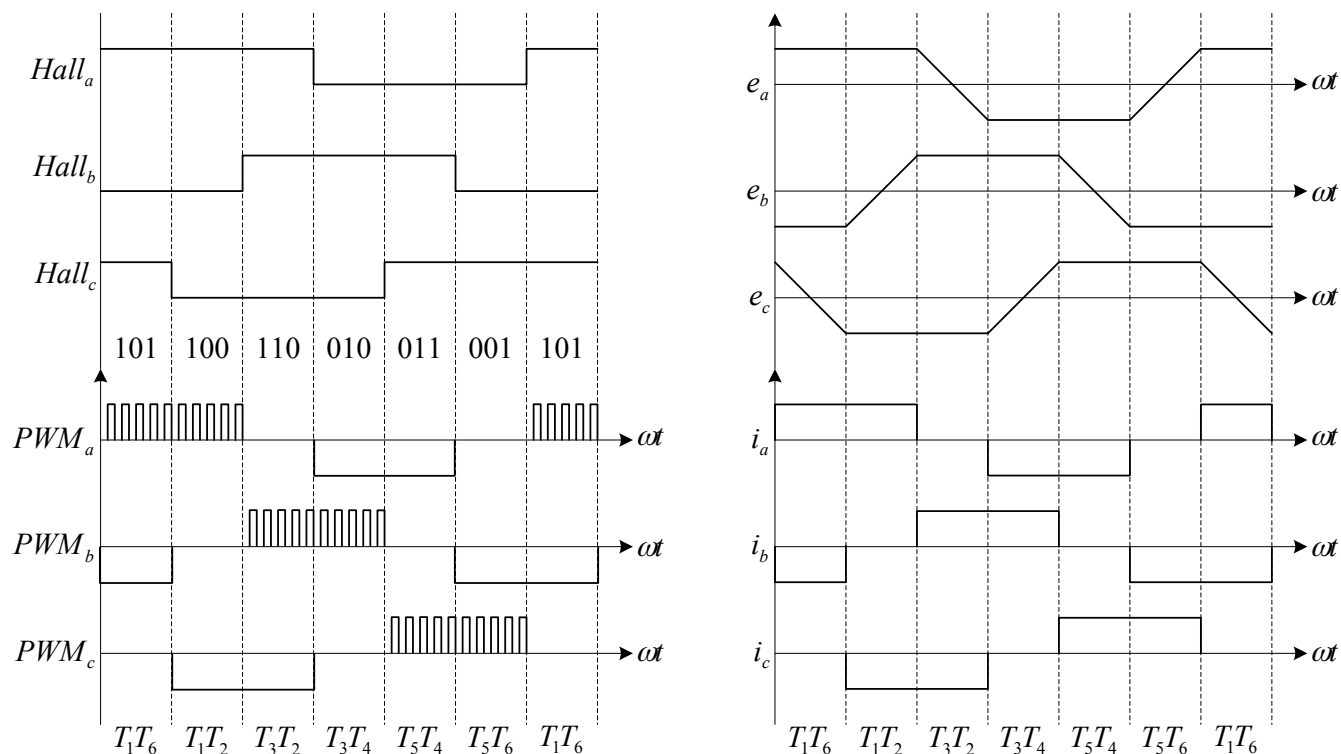 Hall_a
Hall_b
Hall_c
101 100 110 010 011 001 101
PWM_a ωt
PWM_b ωt
PWM_c ωt
T_1T_6 T_1T_2 T_3T_2 T_3T_4 T_5T_4 T_5T_6 T_1T_6
e_a ωt
e_b ωt
e_c ωt
i_a ωt
i_b ωt
i_c ωt
T_1T_6 T_1T_2 T_3T_2 T_3T_4 T_5T_4 T_5T_6 T_1T_6